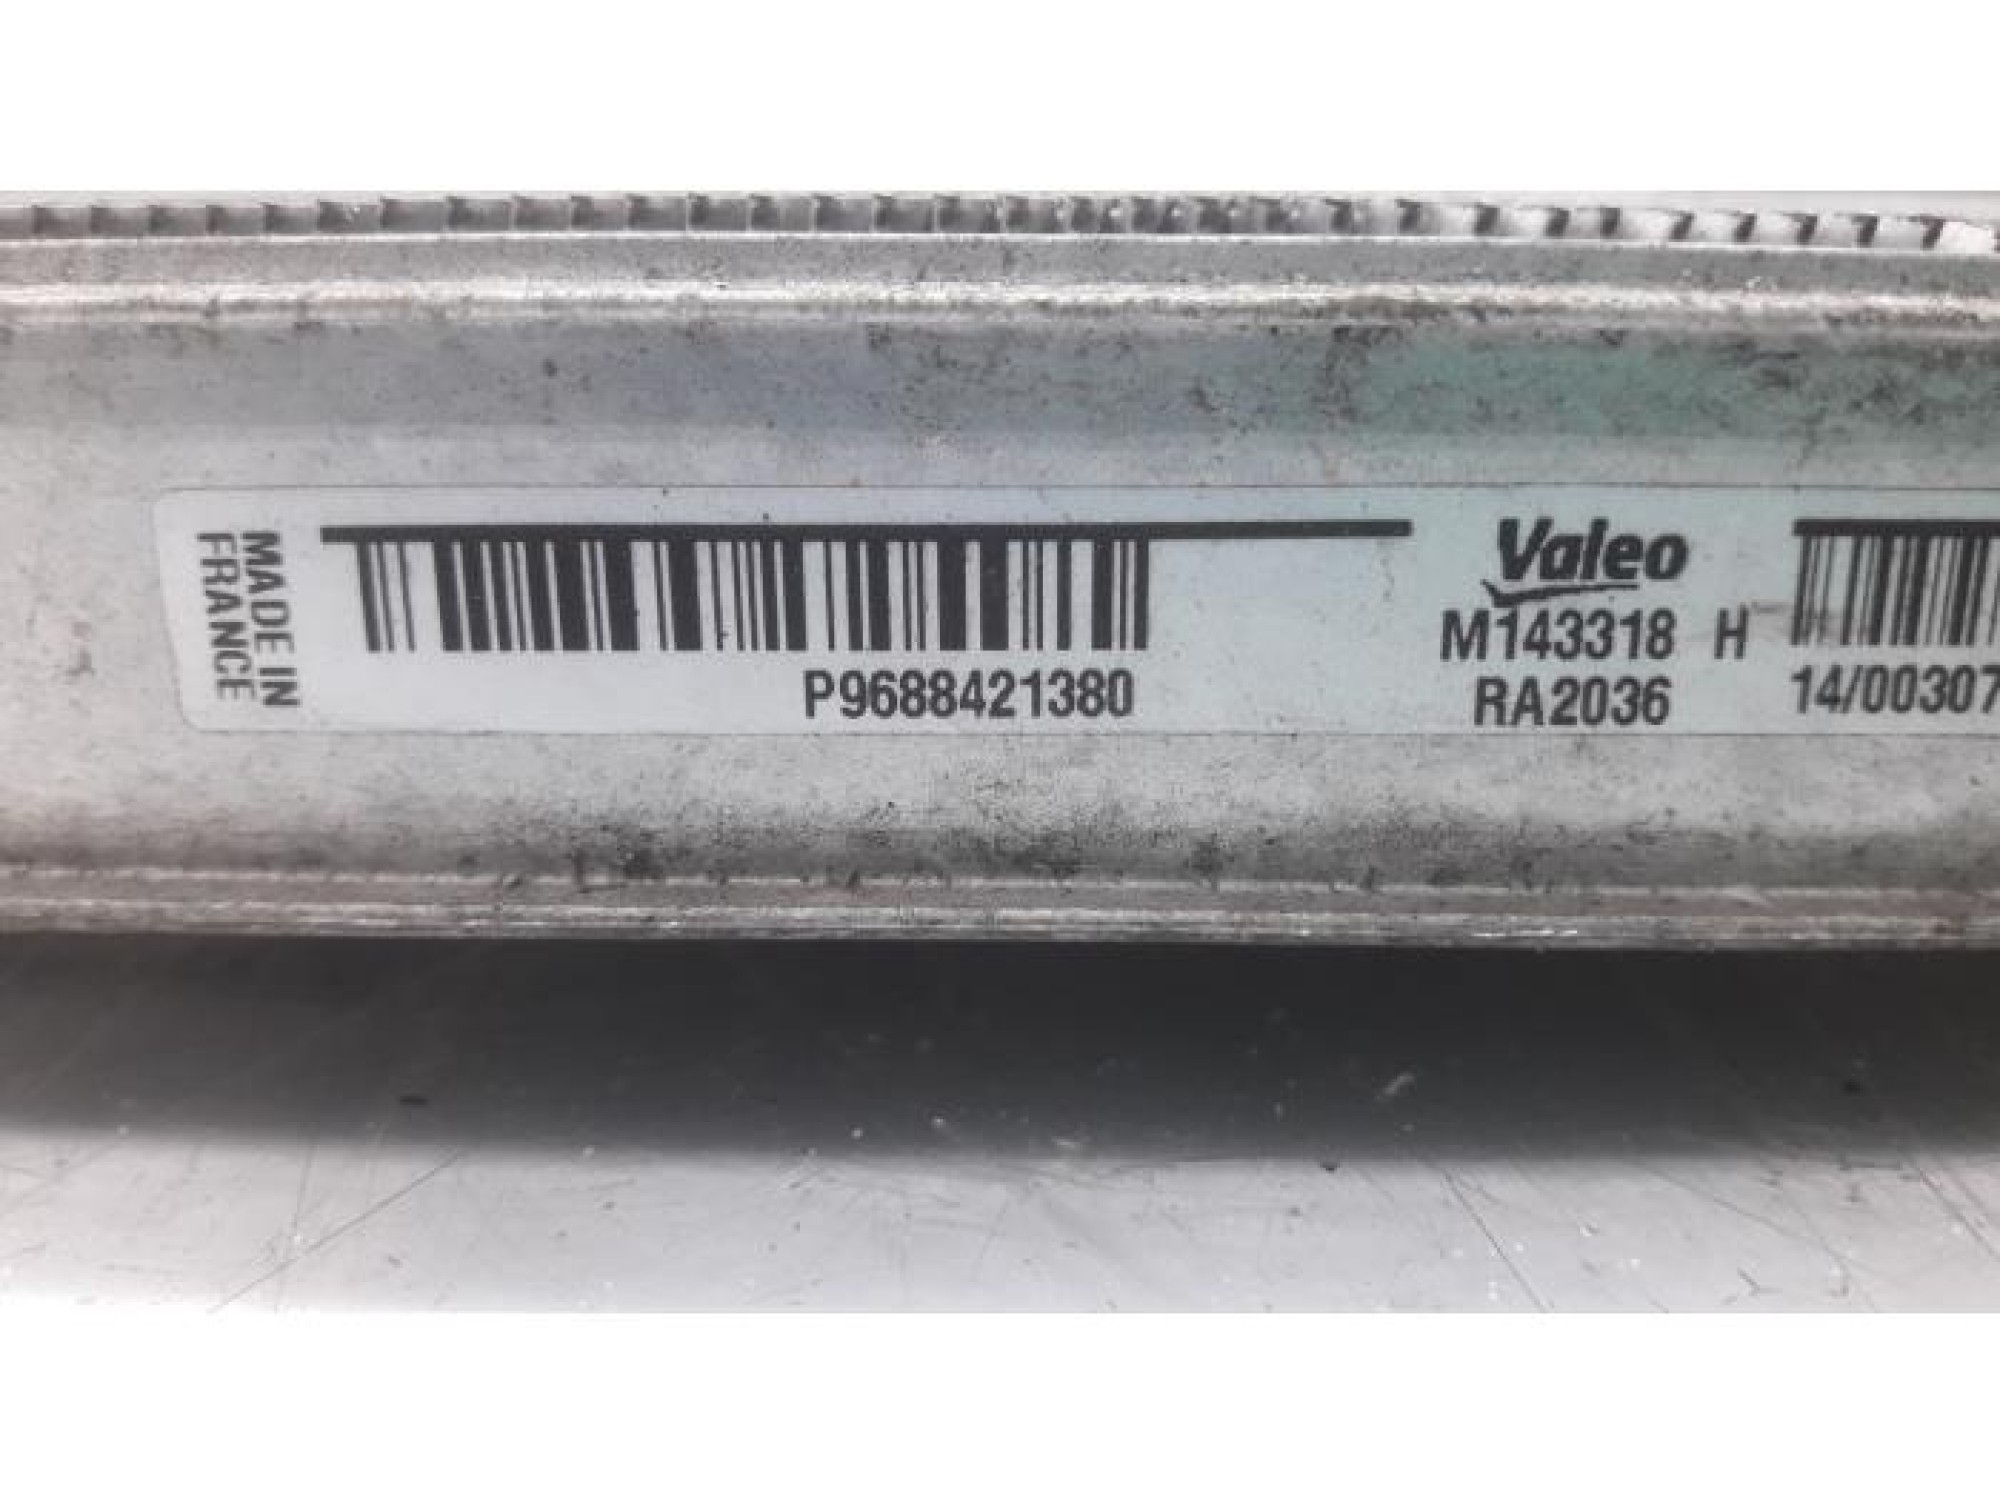 MADE IN
FRANCE
P9688421380
Valeo
M143318 H
RA2036
14/00307